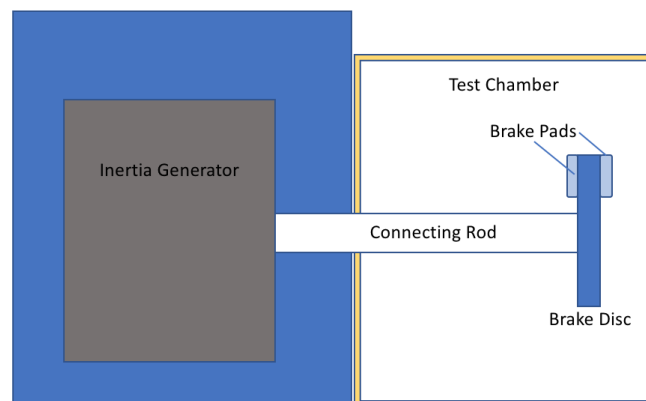 Test Chamber
Brake Pads
Inertia Generator
Connecting Rod
Brake Disc